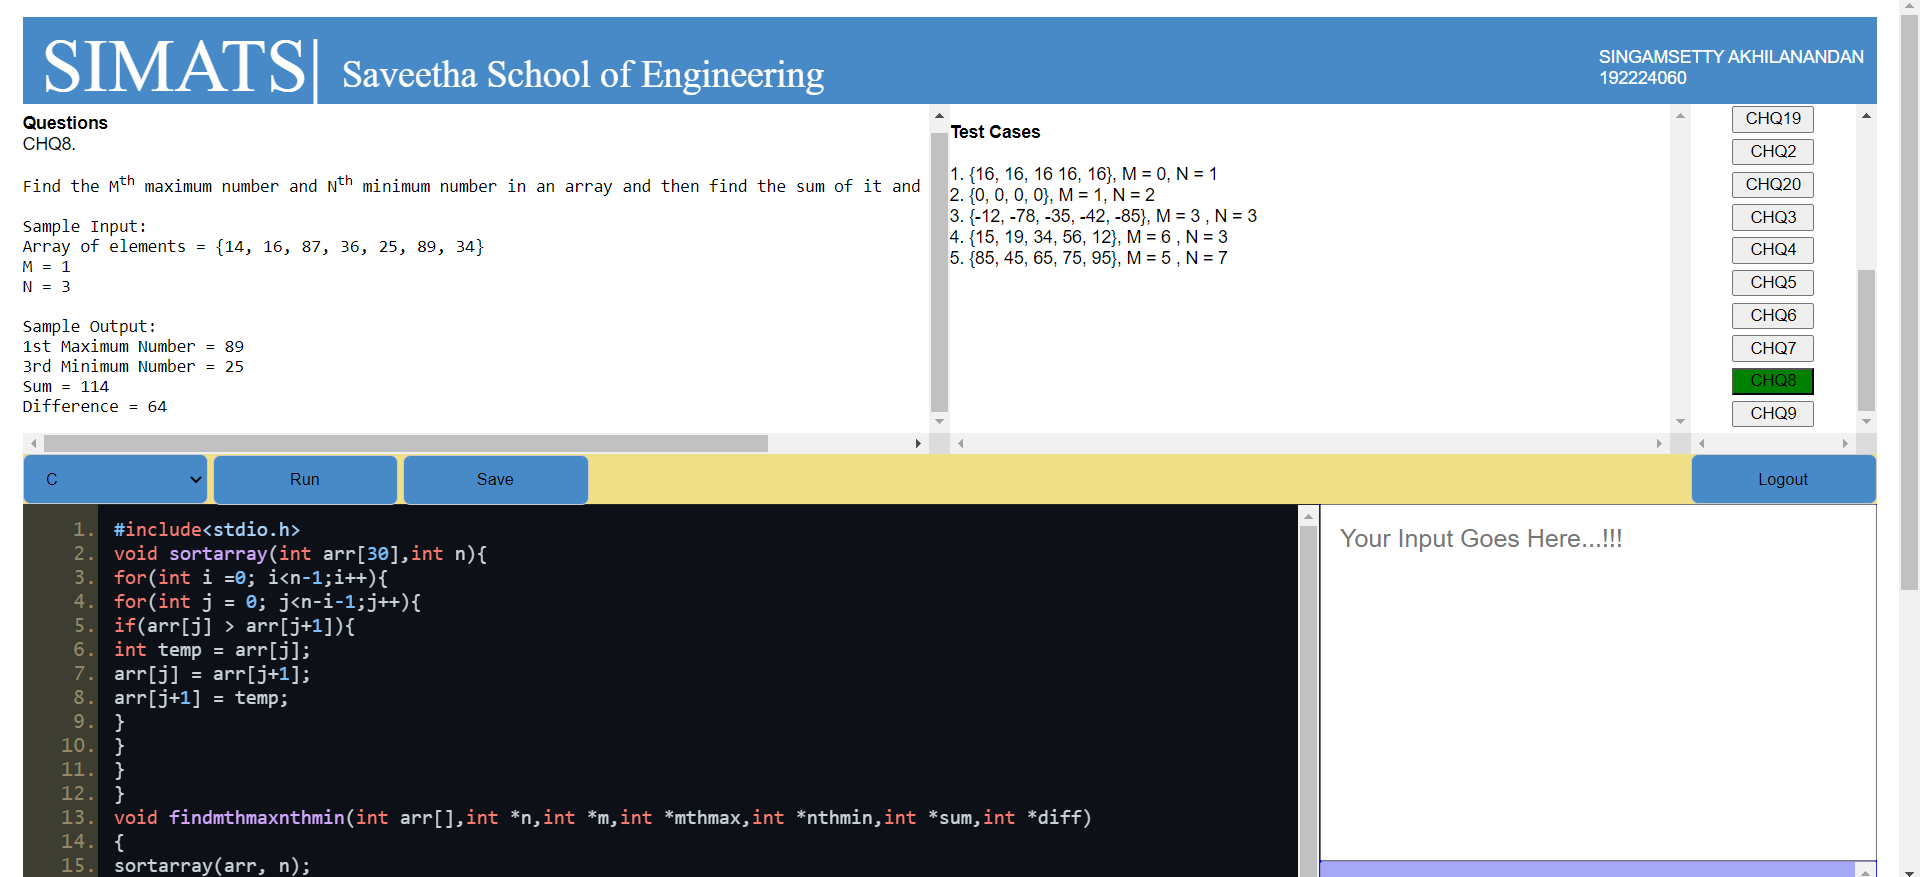 SIMATS| Saveetha School of Engineering
SINGAMSETTY AKHILANANDAN
192224060
Questions
CHQ8.
Find the Mth maximum number and Nth minimum number in an array and then find the sum of it and
Sample Input:
Array of elements = {14, 16, 87, 36, 25, 89, 34}
M = 1
N = 3
Sample Output:
1st Maximum Number = 89
3rd Minimum Number = 25
Sum = 114
Difference = 64
Test Cases
1. {16, 16, 16 16, 16}, M = 0, N = 1
2. {0, 0, 0, 0}, M = 1, N = 2
3. {-12, -78, -35, -42, -85}, M = 3 , N = 3
4. {15, 19, 34, 56, 12}, M = 6 , N = 3
5. {85, 45, 65, 75, 95}, M = 5 , N = 7
CHQ19
CHQ2
CHQ20
CHQ3
CHQ4
CHQ5
CHQ6
CHQ7
CHQ8
CHQ9
C Run Save Logout
1. #include<stdio.h>
2. void sortarray(int arr[30],int n){
3. for(int i =0; i<n-1;i++){
4. for(int j = 0; j<n-i-1;j++){
5. if(arr[j] > arr[j+1]){
6. int temp = arr[j];
7. arr[j] = arr[j+1];
8. arr[j+1] = temp;
9. }
10. }
11. }
12. }
13. void findmthmaxnthmin(int arr[],int *n,int *m,int *mthmax,int *nthmin,int *sum,int *diff)
14. {
15. sortarray(arr, n);
Your Input Goes Here...!!!